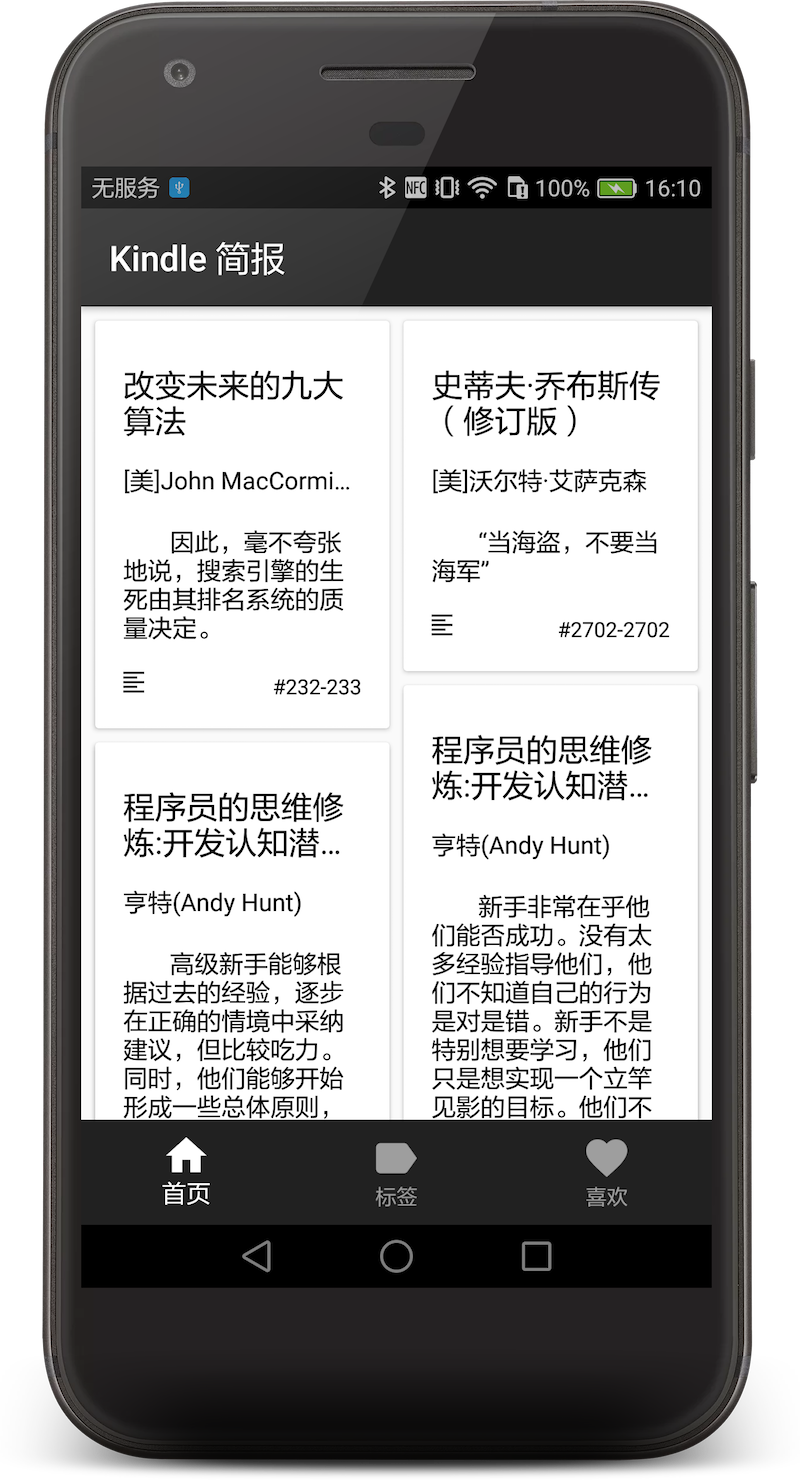 无服务 NFC 100% 16:10
Kindle 简报
改变未来的九大
算法
[美]John MacCormi...
因此，毫不夸张
地说，搜索引擎的生
死由其排名系统的质
量决定。
#232-233
史蒂夫·乔布斯传
（修订版）
[美]沃尔特·艾萨克森
“当海盗，不要当
海军”
#2702-2702
程序员的思维修
炼:开发认知潜...
亨特(Andy Hunt)
高级新手能够根
据过去的经验，逐步
在正确的情境中采纳
建议，但比较吃力。
同时，他们能够开始
形成一些总体原则，
程序员的思维修
炼:开发认知潜...
亨特(Andy Hunt)
新手非常在乎他
们能否成功。没有太
多经验指导他们，他
们不知道自己的行为
是对是错。新手不是
特别想要学习，他们
只是想实现一个立竿
见影的目标。他们不
首页
标签
喜欢